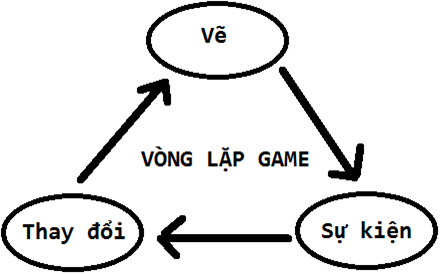 Vẽ
VÒNG LẶP GAME
Thay đổi
Sự kiện